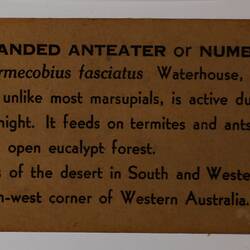 ANDED ANTEATER or NUME
rmecobius fasciatus Waterhouse,
unlike most marsupials, is active du
night. It feeds on termites and ants
open eucalypt forest.
s of the desert in South and Weste
-west corner of Western Australia.